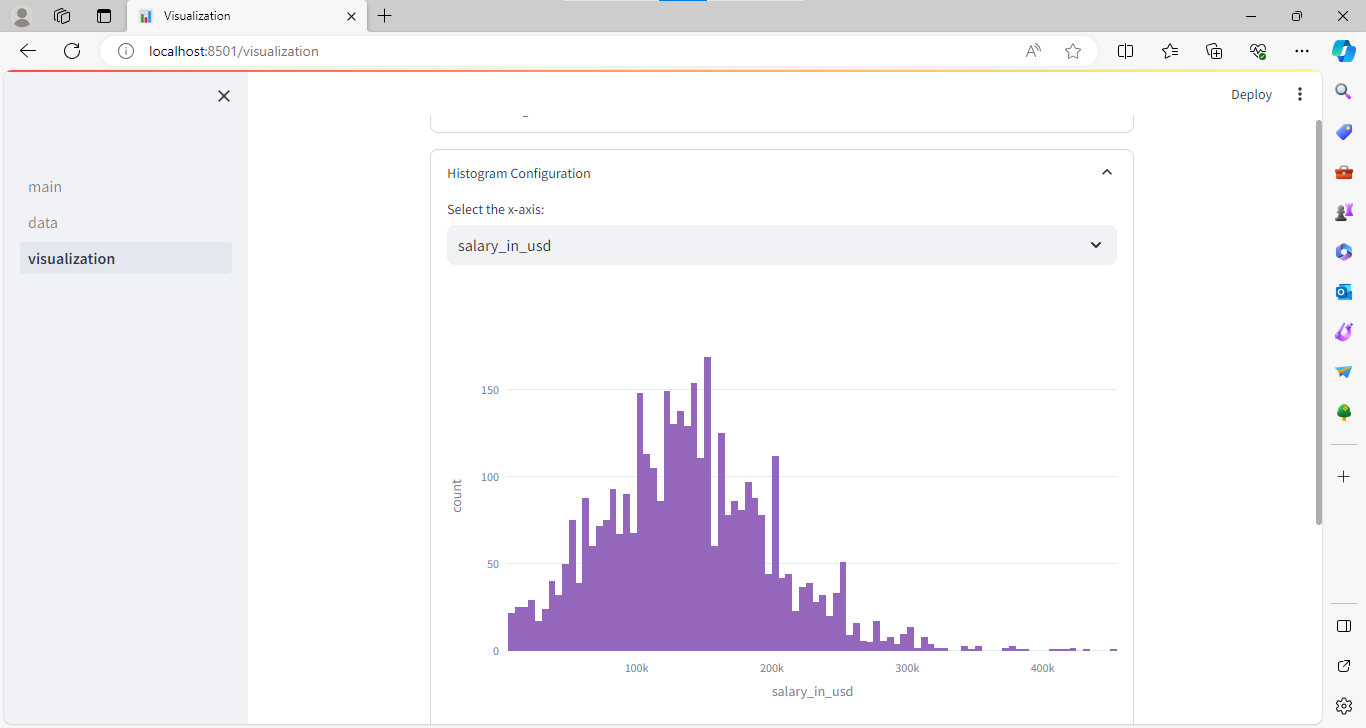 Visualization
localhost:8501/visualization
Deploy
main
data
visualization
Histogram Configuration
Select the x-axis:
salary_in_usd
150
100
50
0
count
100k 200k 300k 400k
salary_in_usd